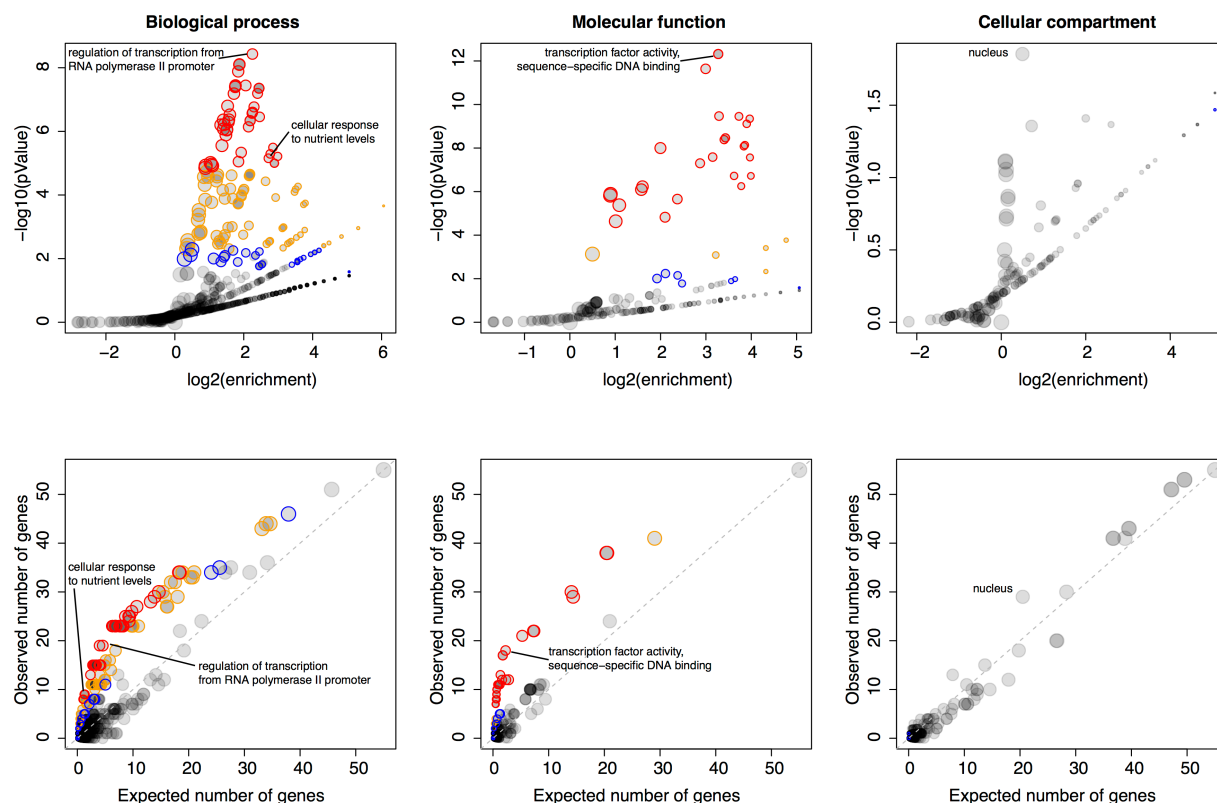 Biological process
Molecular function
Cellular compartment
regulation of transcription from
RNA polymerase II promoter
cellular response
to nutrient levels
−log10(pValue)
0 2 4 6 8
−2 0 2 4 6
log2(enrichment)
transcription factor activity,
sequence−specific DNA binding
−log10(pValue)
0 2 4 6 8 10 12
−1 0 1 2 3 4 5
log2(enrichment)
nucleus
−log10(pValue)
0.0 0.5 1.0 1.5
−2 0 2 4
log2(enrichment)
cellular response
to nutrient levels
regulation of transcription
from RNA polymerase II promoter
Observed number of genes
0 10 20 30 40 50
0 10 20 30 40 50
Expected number of genes
transcription factor activity,
sequence−specific DNA binding
Observed number of genes
0 10 20 30 40 50
0 10 20 30 40 50
Expected number of genes
nucleus
Observed number of genes
0 10 20 30 40 50
0 10 20 30 40 50
Expected number of genes